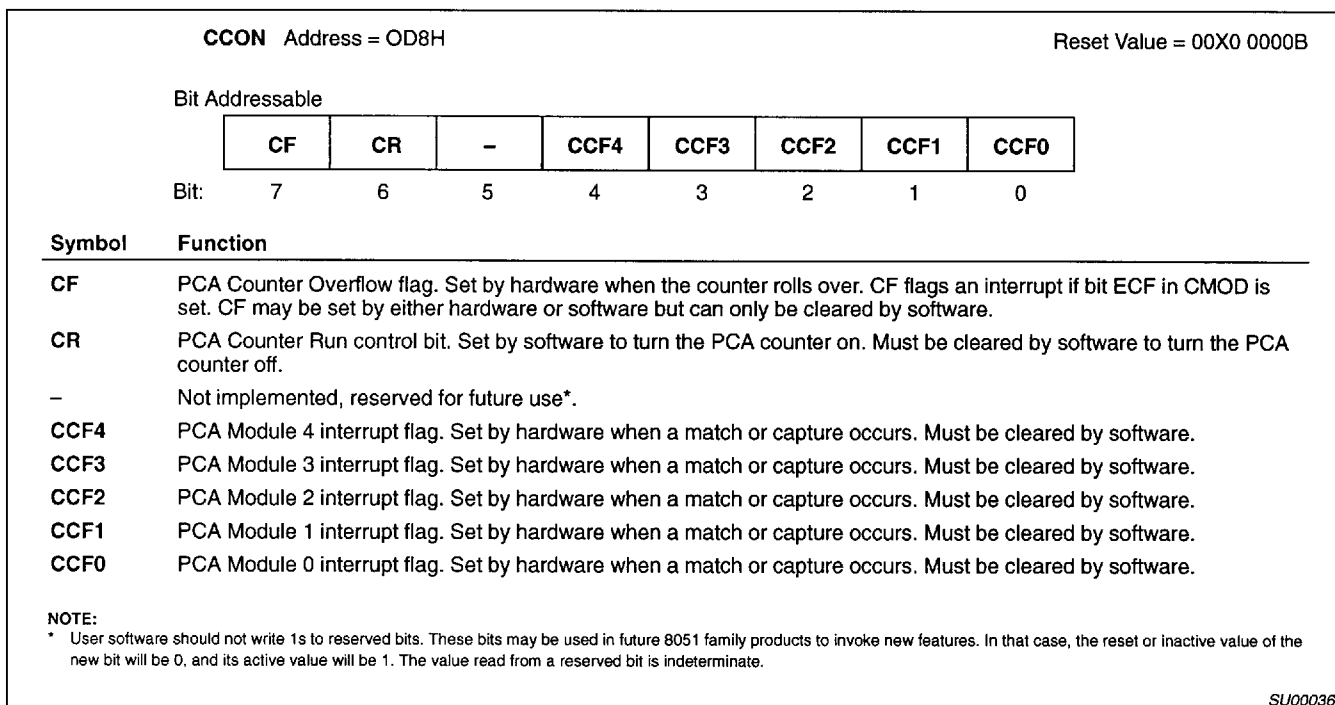 CCON Address = OD8H Reset Value = 00X0 0000B
Bit Addressable
CF CR – CCF4 CCF3 CCF2 CCF1 CCF0
Bit: 7 6 5 4 3 2 1 0
Symbol Function
CF PCA Counter Overflow flag. Set by hardware when the counter rolls over. CF flags an interrupt if bit ECF in CMOD is
set. CF may be set by either hardware or software but can only be cleared by software.
CR PCA Counter Run control bit. Set by software to turn the PCA counter on. Must be cleared by software to turn the PCA
counter off.
– Not implemented, reserved for future use*.
CCF4 PCA Module 4 interrupt flag. Set by hardware when a match or capture occurs. Must be cleared by software.
CCF3 PCA Module 3 interrupt flag. Set by hardware when a match or capture occurs. Must be cleared by software.
CCF2 PCA Module 2 interrupt flag. Set by hardware when a match or capture occurs. Must be cleared by software.
CCF1 PCA Module 1 interrupt flag. Set by hardware when a match or capture occurs. Must be cleared by software.
CCF0 PCA Module 0 interrupt flag. Set by hardware when a match or capture occurs. Must be cleared by software.
NOTE:
* User software should not write 1s to reserved bits. These bits may be used in future 8051 family products to invoke new features. In that case, the reset or inactive value of the
new bit will be 0, and its active value will be 1. The value read from a reserved bit is indeterminate.
SU00036